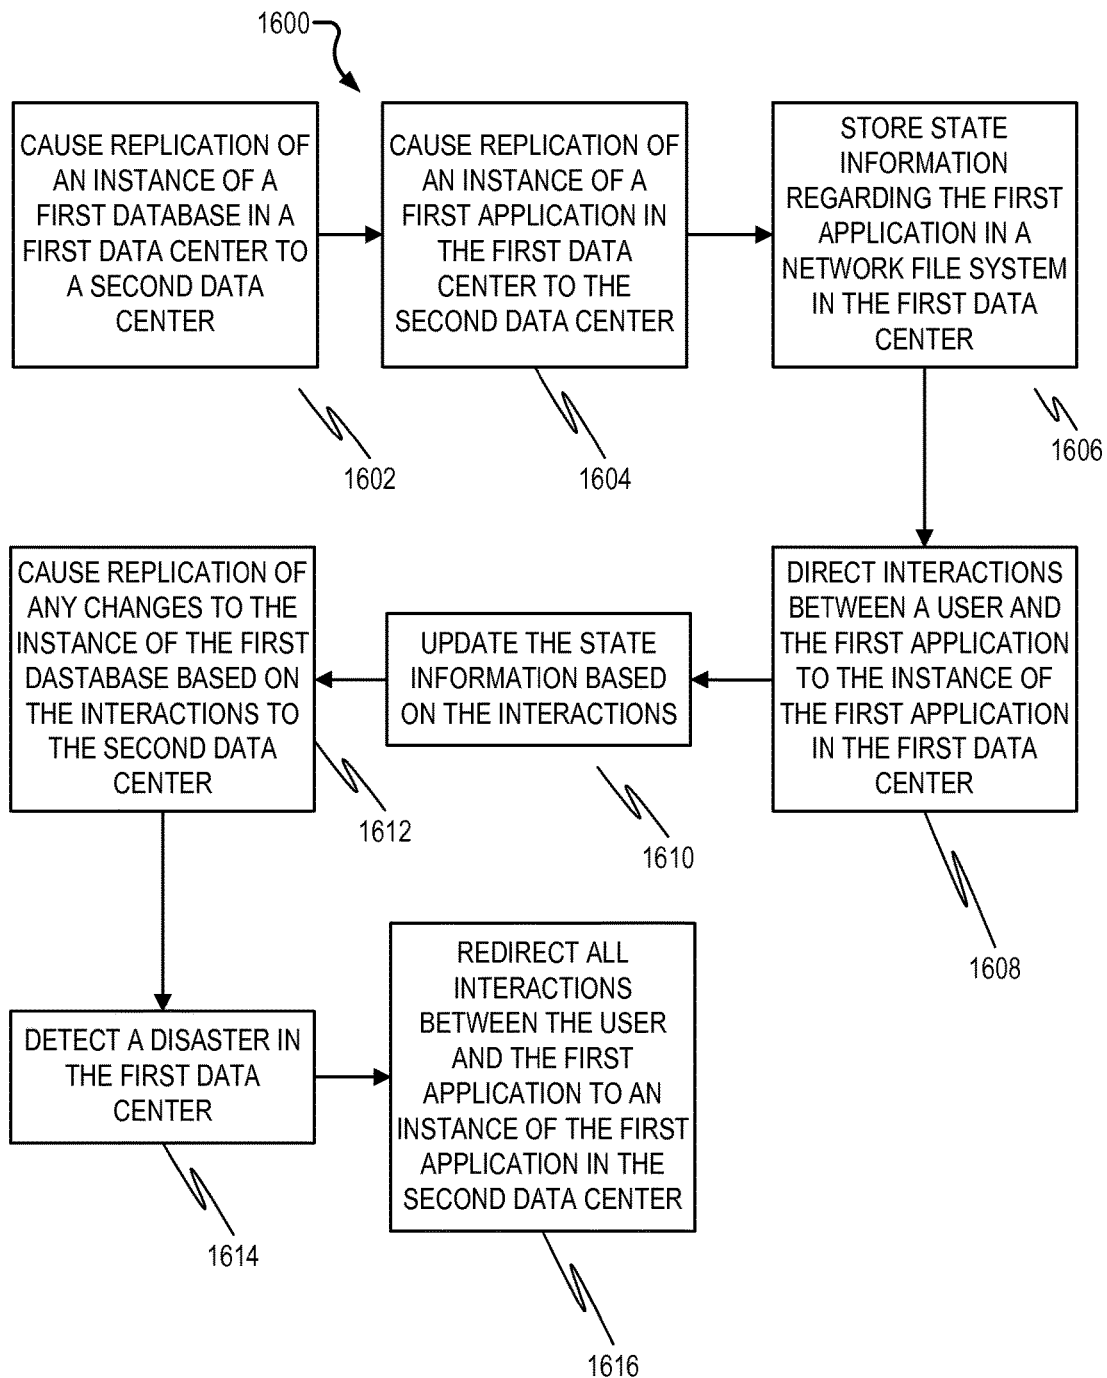 1600
CAUSE REPLICATION OF
AN INSTANCE OF A
FIRST DATABASE IN A
FIRST DATA CENTER TO
A SECOND DATA
CENTER
1602
CAUSE REPLICATION OF
AN INSTANCE OF A
FIRST APPLICATION IN
THE FIRST DATA
CENTER TO THE
SECOND DATA CENTER
1604
STORE STATE
INFORMATION
REGARDING THE FIRST
APPLICATION IN A
NETWORK FILE SYSTEM
IN THE FIRST DATA
CENTER
1606
DIRECT INTERACTIONS
BETWEEN A USER AND
THE FIRST APPLICATION
TO THE INSTANCE OF
THE FIRST APPLICATION
IN THE FIRST DATA
CENTER
1608
UPDATE THE STATE
INFORMATION BASED
ON THE INTERACTIONS
1610
CAUSE REPLICATION OF
ANY CHANGES TO THE
INSTANCE OF THE FIRST
DASTABASE BASED ON
THE INTERACTIONS TO
THE SECOND DATA
CENTER
1612
DETECT A DISASTER IN
THE FIRST DATA
CENTER
1614
REDIRECT ALL
INTERACTIONS
BETWEEN THE USER
AND THE FIRST
APPLICATION TO AN
INSTANCE OF THE FIRST
APPLICATION IN THE
SECOND DATA CENTER
1616